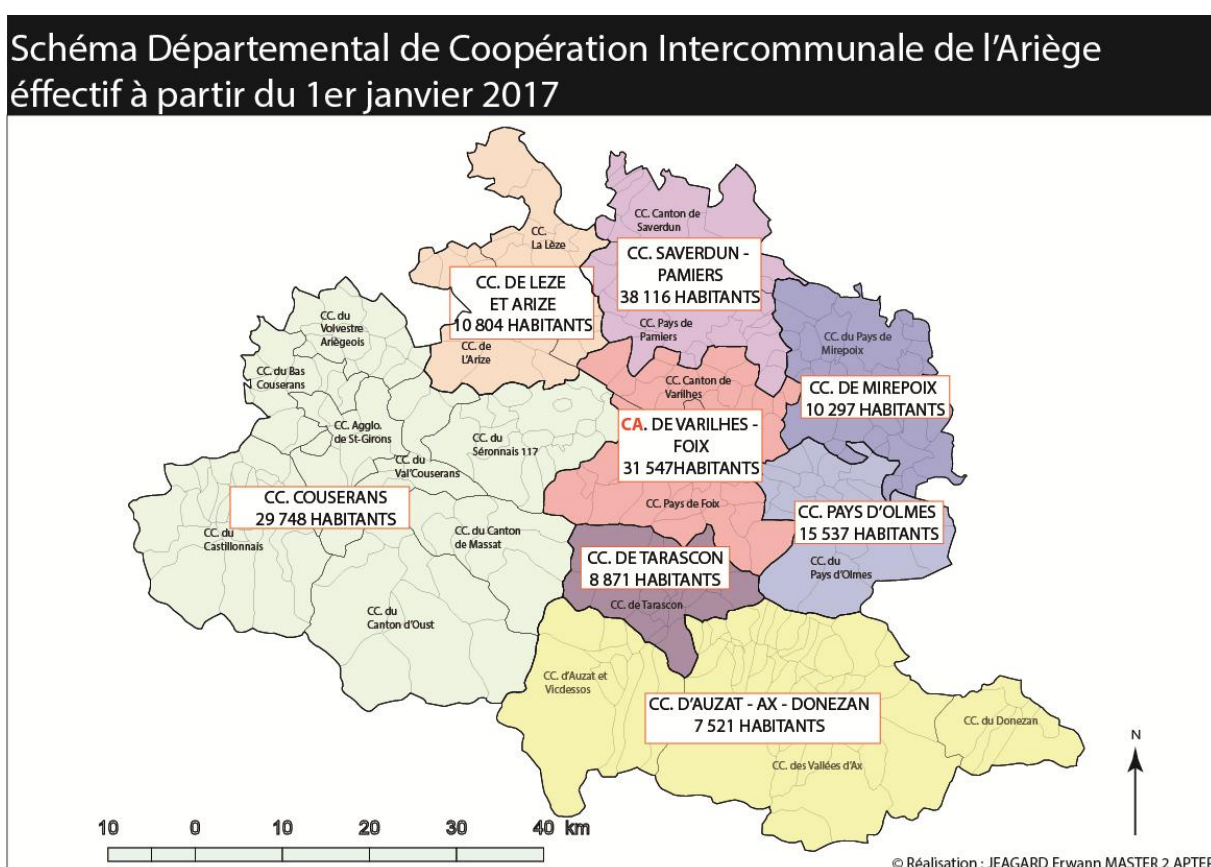 Schéma Départemental de Coopération Intercommunale de l'Ariège
éffectif à partir du 1er janvier 2017
CC. Canton de
Saverdun
CC.
La Lèze
CC. SAVERDUN -
PAMIERS
38 116 HABITANTS
CC. DE LEZE
ET ARIZE
10 804 HABITANTS
CC. du
Volvestre
Ariègeois
CC. Pays de
Pamiers
CC. du Pays de
Mirepoix
CC. de
L'Arize
CC. du Bas
Couserans
CC. Canton de
Varilhes
CC. DE MIREPOIX
10 297 HABITANTS
CC. Agglo.
de St-Girons
CA. DE VARILHES -
FOIX
31 547HABITANTS
CC. du
Séronnais 117
CC. du
Val'Couserans
CC. COUSERANS
29 748 HABITANTS
CC. Pays de Foix
CC. PAYS D'OLMES
15 537 HABITANTS
CC. du
Castillonnais
CC. du Canton
de Massat
CC. DE TARASCON
8 871 HABITANTS
CC. du
Pays d'Olmes
CC. de Tarascon
CC. du
Canton d'Oust
CC. d'Auzat et
Vicdessos
CC. D'AUZAT - AX - DONEZAN
7 521 HABITANTS
CC. du Donezan
CC. des Vallées d'Ax
N
10 0 10 20 30 40 km
© Réalisation : JEAGARD Erwann MASTER 2 APTER